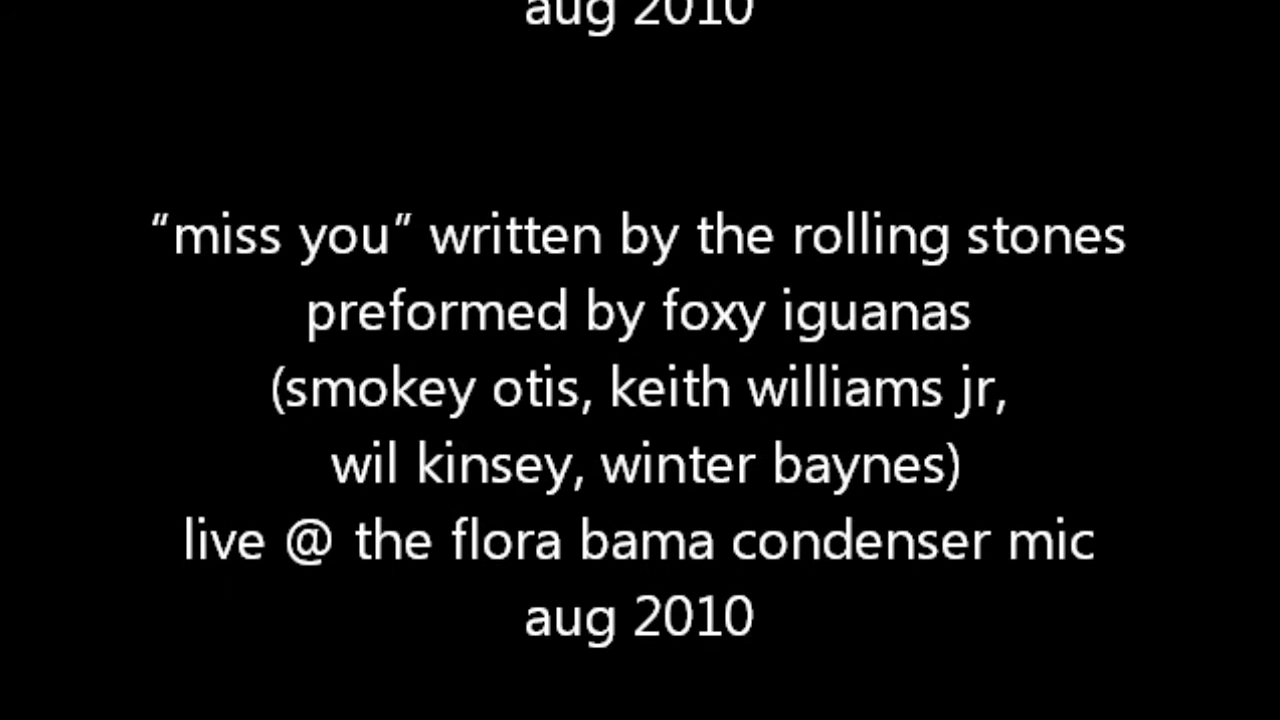 aug 2010
“miss you” written by the rolling stones
preformed by foxy iguanas
(smokey otis, keith williams jr,
wil kinsey, winter baynes)
live @ the flora bama condenser mic
aug 2010